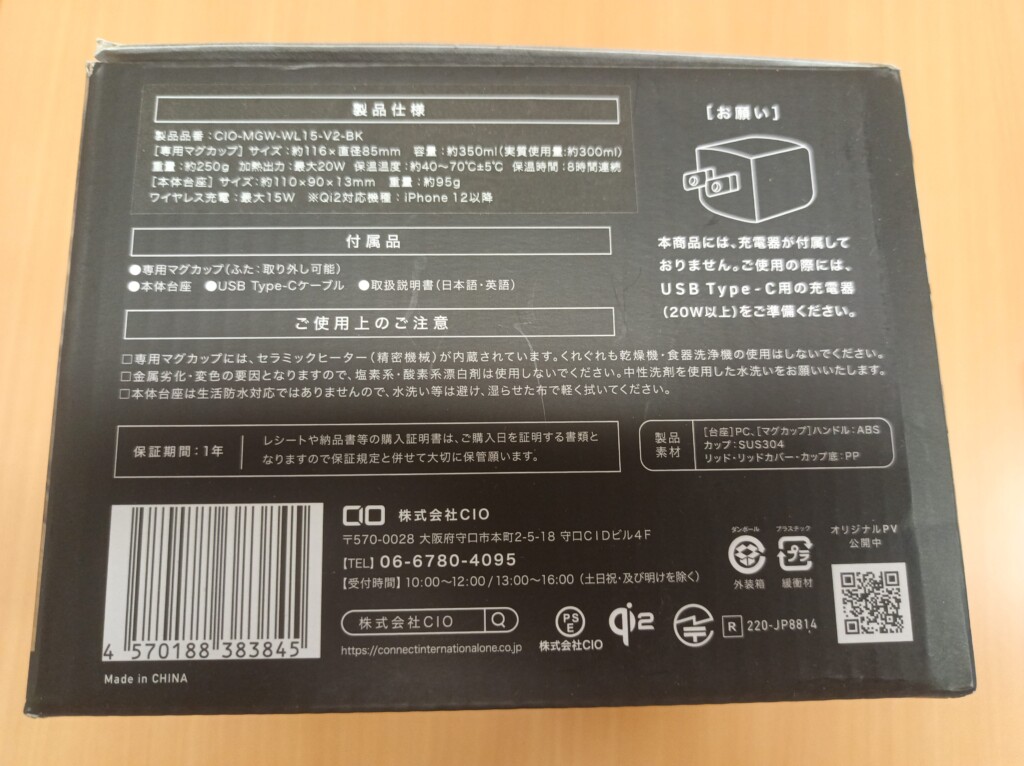 製品仕様
製品品番：CIO-MGW-WL15-V2-BK
［専用マグカップ］サイズ：約116×直径85mm　容量：約350ml（実質使用量：約300ml）
重量：約250g　加熱出力：最大20W　保温温度：約40〜70℃±5℃　保温時間：8時間連続
［本体台座］サイズ：約110×90×13mm　重量：約95g
ワイヤレス充電：最大15W　※Qi2対応機種：iPhone 12以降
付属品
●専用マグカップ（ふた：取り外し可能）
●本体台座　●USB Type-Cケーブル　●取扱説明書（日本語・英語）
［お願い］
本商品には、充電器が付属して
おりません。ご使用の際には、
USB Type-C用の充電器
（20W以上）をご準備ください。
ご使用上のご注意
□専用マグカップには、セラミックヒーター（精密機械）が内蔵されています。くれぐれも乾燥機・食器洗浄機の使用はしないでください。
□金属劣化・変色の要因となりますので、塩素系・酸素系漂白剤は使用しないでください。中性洗剤を使用した水洗いをお願いいたします。
□本体台座は生活防水対応ではありませんので、水洗い等は避け、湿らせた布で軽く拭いてください。
保証期間：1年
レシートや納品書等の購入証明書は、ご購入日を証明する書類と
なりますので保証規定と併せて大切に保管願います。
製品
素材
［台座］PC、［マグカップ］ハンドル：ABS
カップ：SUS304
リッド・リッドカバー・カップ底：PP
4 570188 383845
Made in CHINA
CIO 株式会社CIO
〒570-0028 大阪府守口市本町2-5-18 守口CIDビル4F
【TEL】06-6780-4095
【受付時間】10:00〜12:00 / 13:00〜16:00（土日祝・及び明けを除く）
株式会社CIO
https://connectinternationalone.co.jp
PSE
株式会社CIO
qi2
R 220-JP8814
ダンボール
外装箱
プラスチック
プラ
緩衝材
オリジナルPV
公開中